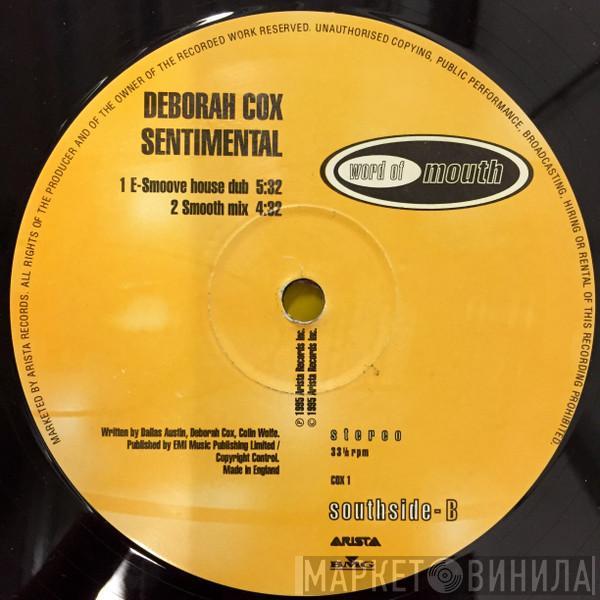 MARKETED BY ARISTA RECORDS. ALL RIGHTS OF THE PRODUCER AND OF THE OWNER OF THE RECORDED WORK RESERVED. UNAUTHORISED COPYING, PUBLIC PERFORMANCE, BROADCASTING, HIRING OR RENTAL OF THIS RECORDING PROHIBITED.
DEBORAH COX
SENTIMENTAL
word of mouth
1 E-Smoove house dub 5:32
2 Smooth mix 4:32
℗ 1995 Arista Records Inc.
© 1995 Arista Records Inc.
Written by Dallas Austin, Deborah Cox, Colin Wolfe.
Published by EMI Music Publishing Limited /
Copyright Control.
Made in England
stereo
33 ⅓ rpm
COX 1
southside-B
ARISTA
BMG
МАРКЕТ ВИНИЛА